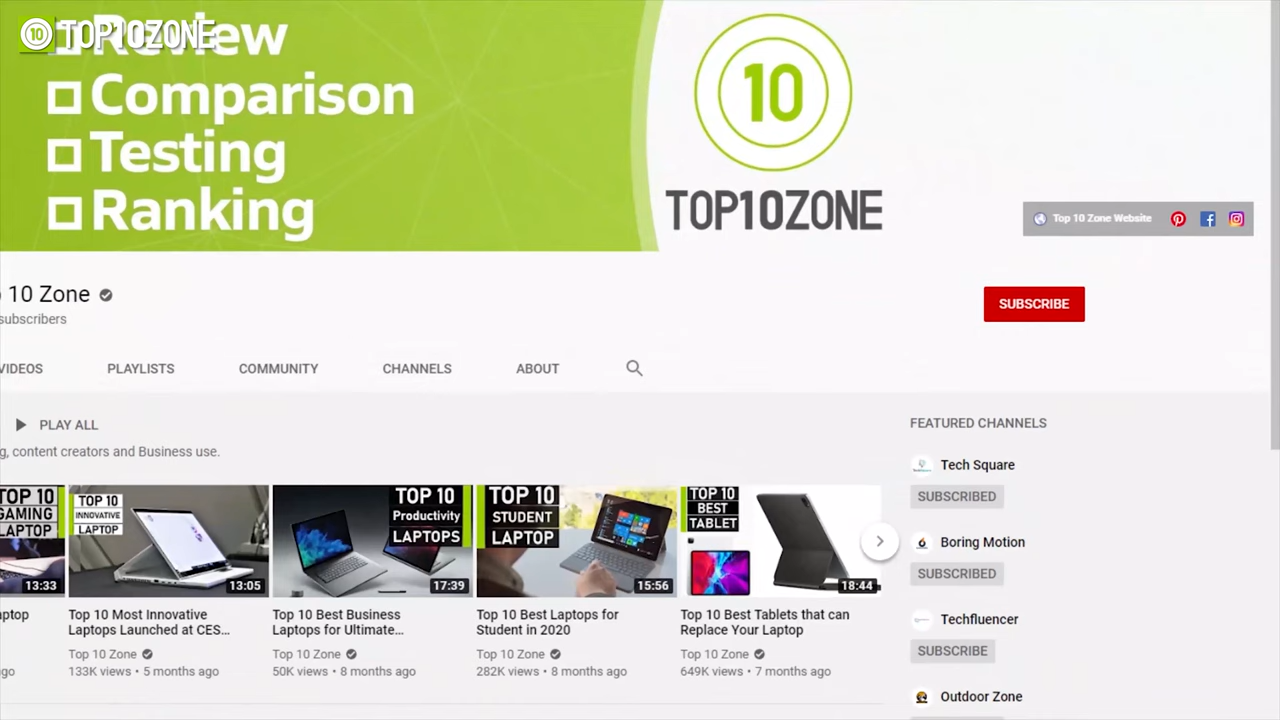 10 TOP10ZONE
Review
Comparison
Testing
Ranking
10
TOP10ZONE
Top 10 Zone Website
10 Zone
subscribers
SUBSCRIBE
VIDEOS PLAYLISTS COMMUNITY CHANNELS ABOUT
PLAY ALL
g, content creators and Business use.
TOP 10
GAMING
LAPTOP
13:33
TOP 10
INNOVATIVE
LAPTOP
13:05
TOP 10
Productivity
LAPTOPS
17:39
TOP 10
STUDENT
LAPTOP
15:56
TOP 10
BEST
TABLET
18:44
aptop
ago
Top 10 Most Innovative
Laptops Launched at CES...
Top 10 Zone
133K views • 5 months ago
Top 10 Best Business
Laptops for Ultimate...
Top 10 Zone
50K views • 8 months ago
Top 10 Best Laptops for
Student in 2020
Top 10 Zone
282K views • 8 months ago
Top 10 Best Tablets that can
Replace Your Laptop
Top 10 Zone
649K views • 7 months ago
FEATURED CHANNELS
Tech Square
SUBSCRIBED
Boring Motion
SUBSCRIBED
Techfluencer
SUBSCRIBE
Outdoor Zone